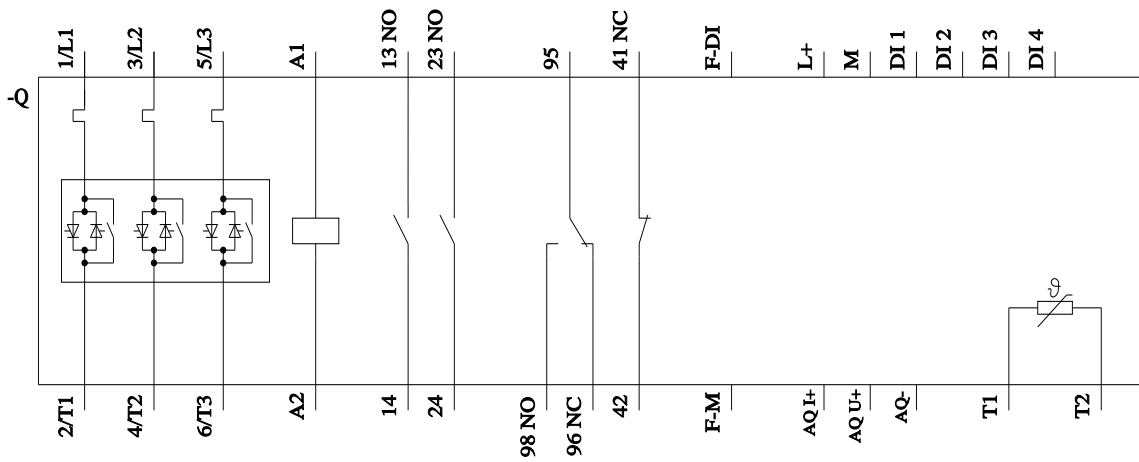 1/L1
3/L2
5/L3
A1
13 NO
23 NO
95
41 NC
F-DI
L+
M
DI 1
DI 2
DI 3
DI 4
-Q
ϑ
2/T1
4/T2
6/T3
A2
14
24
98 NO
96 NC
42
F-M
AQ I+
AQ U+
AQ-
T1
T2